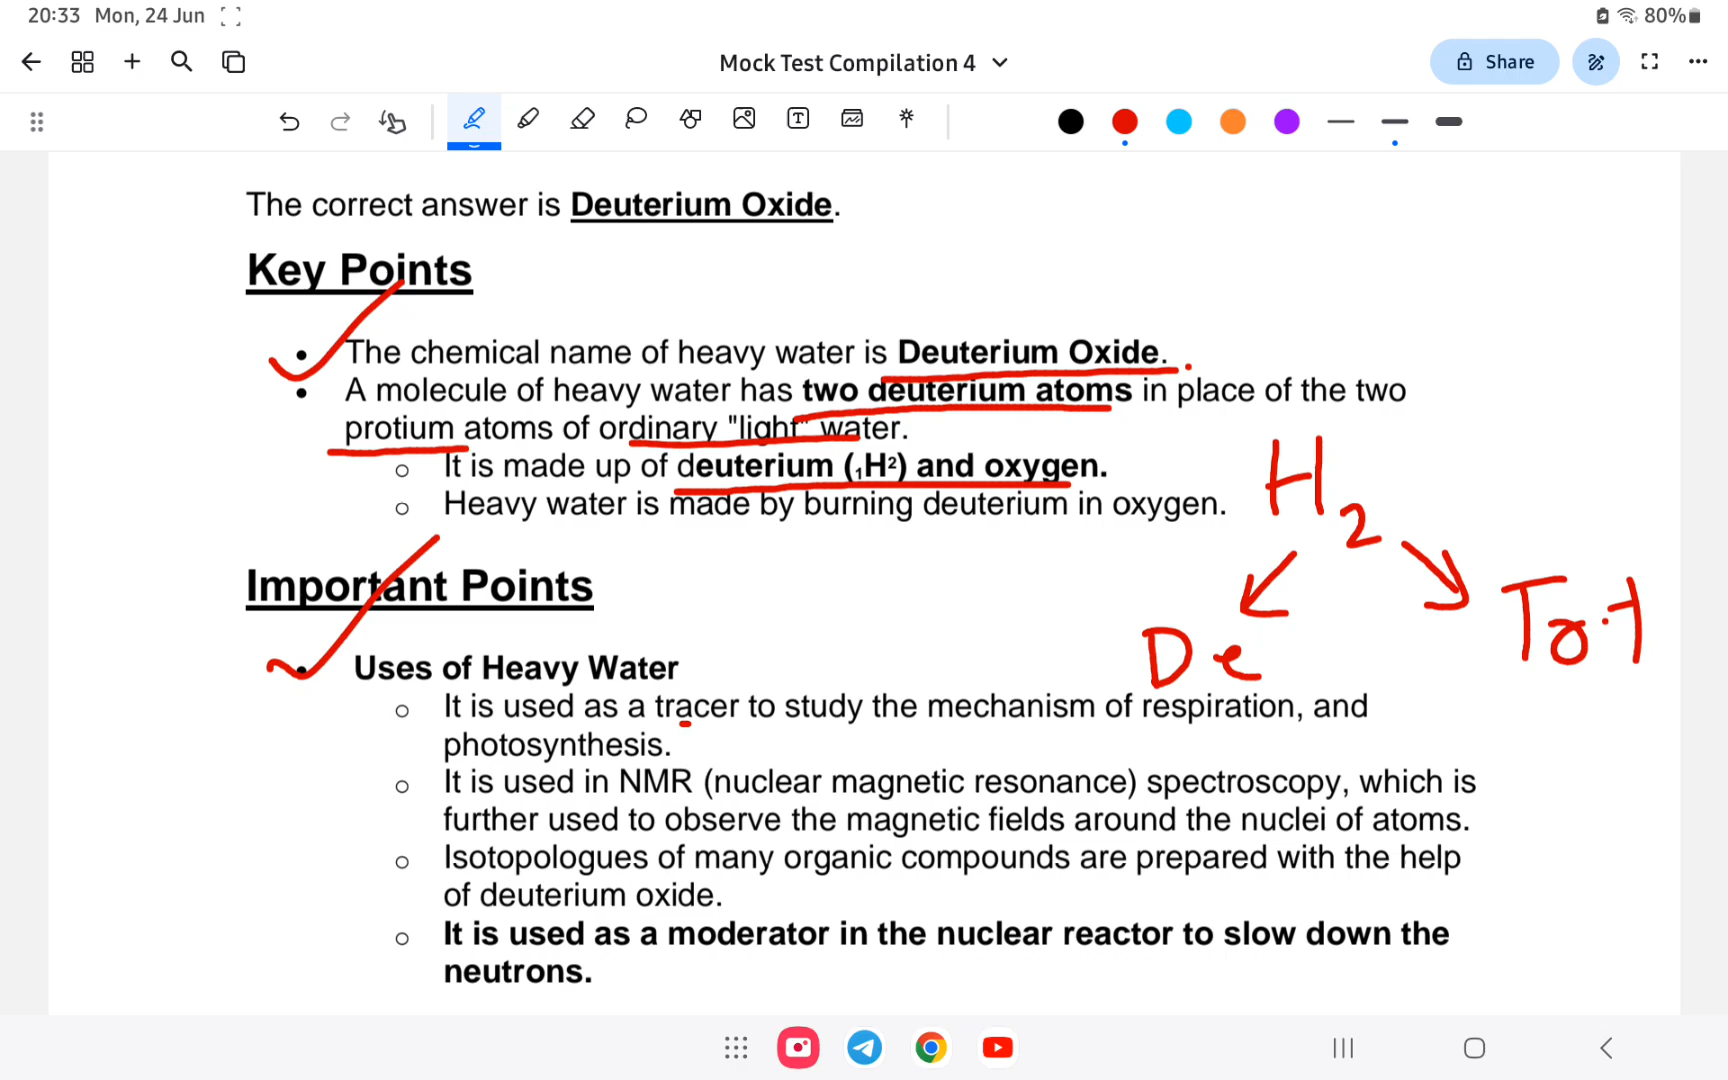 20:33 Mon, 24 Jun
80%
Mock Test Compilation 4
Share
The correct answer is Deuterium Oxide.
Key Points
• The chemical name of heavy water is Deuterium Oxide.
• A molecule of heavy water has two deuterium atoms in place of the two
protium atoms of ordinary "light" water.
o It is made up of deuterium (₁H²) and oxygen.
o Heavy water is made by burning deuterium in oxygen.
H₂
De
Important Points
• Uses of Heavy Water
o It is used as a tracer to study the mechanism of respiration, and
photosynthesis.
o It is used in NMR (nuclear magnetic resonance) spectroscopy, which is
further used to observe the magnetic fields around the nuclei of atoms.
o Isotopologues of many organic compounds are prepared with the help
of deuterium oxide.
o It is used as a moderator in the nuclear reactor to slow down the
neutrons.